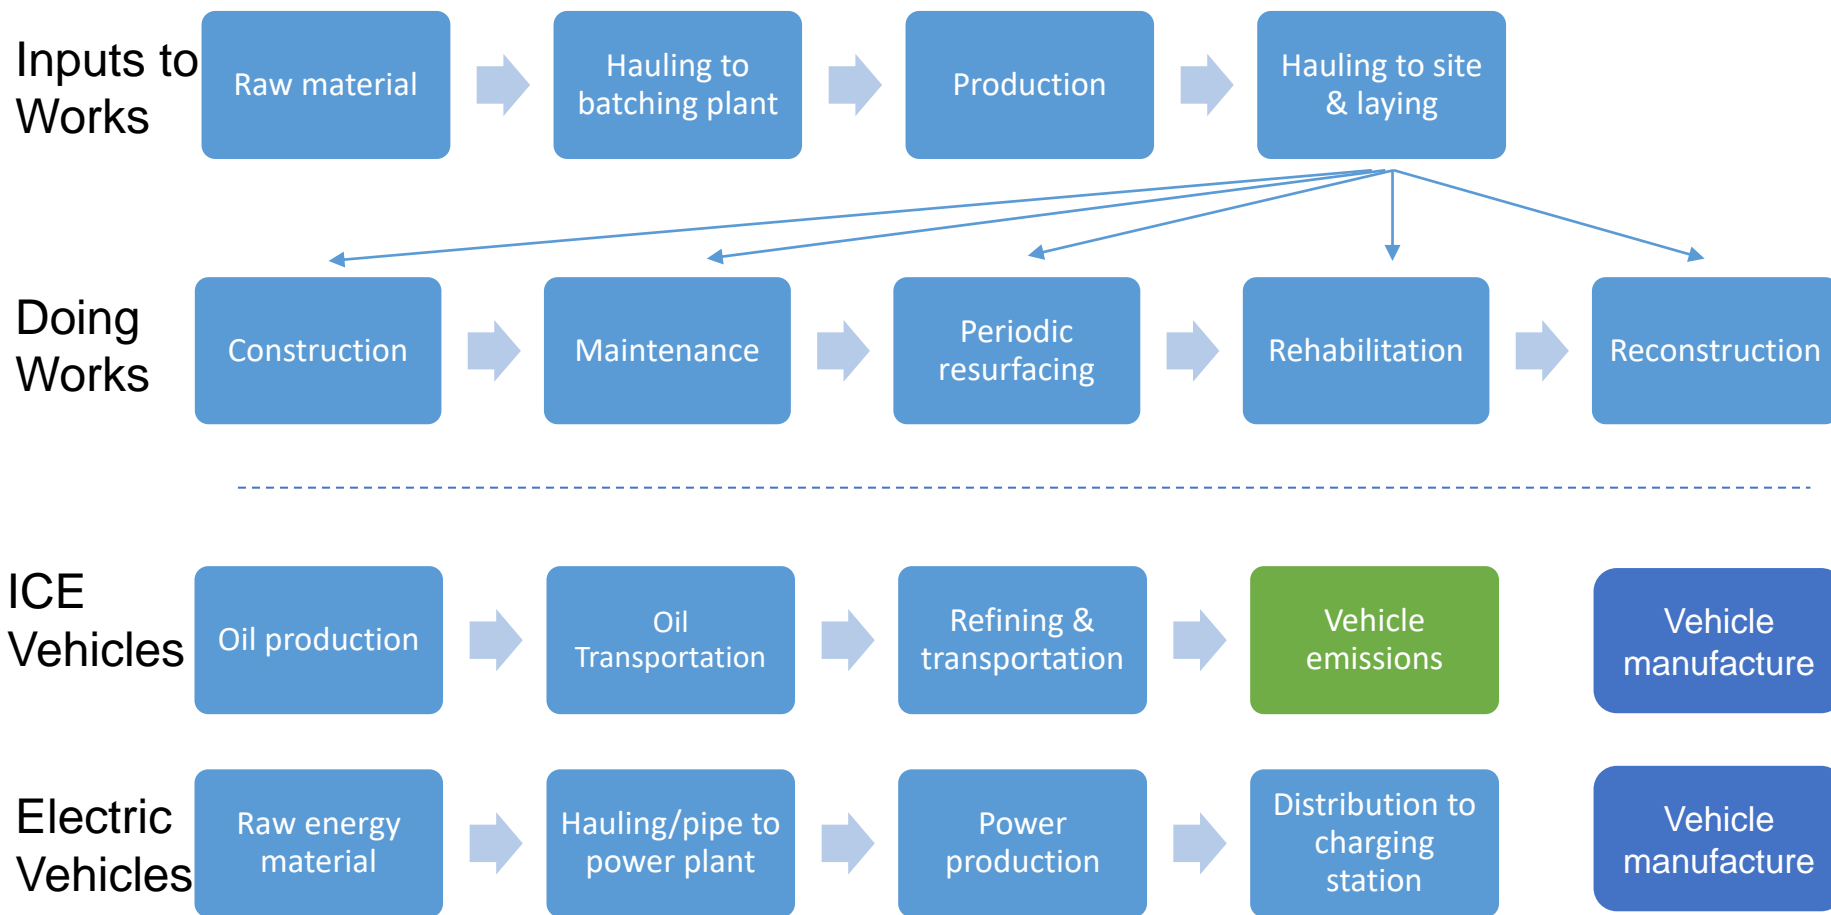 Inputs to
Works
Raw material
Hauling to
batching plant
Production
Hauling to site
& laying
Doing
Works
Construction
Maintenance
Periodic
resurfacing
Rehabilitation
Reconstruction
ICE
Vehicles
Oil production
Oil
Transportation
Refining &
transportation
Vehicle
emissions
Vehicle
manufacture
Electric
Vehicles
Raw energy
material
Hauling/pipe to
power plant
Power
production
Distribution to
charging
station
Vehicle
manufacture